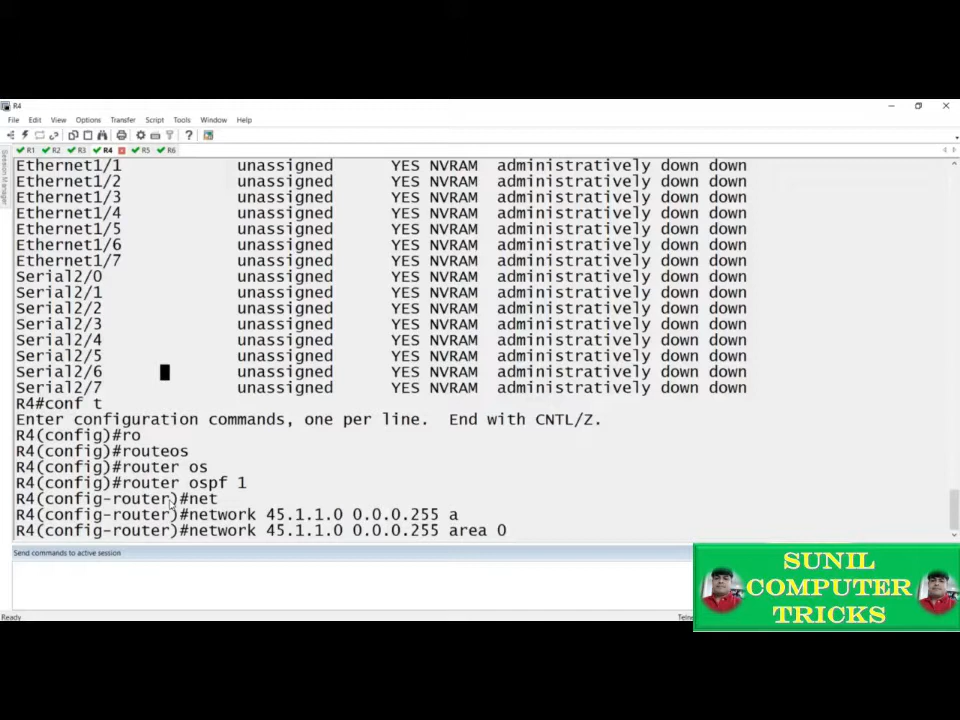 R4
File Edit View Options Transfer Script Tools Window Help
R1 R2 R3 R4 R5 R6
Session Manager
Ethernet1/1 unassigned YES NVRAM administratively down down
Ethernet1/2 unassigned YES NVRAM administratively down down
Ethernet1/3 unassigned YES NVRAM administratively down down
Ethernet1/4 unassigned YES NVRAM administratively down down
Ethernet1/5 unassigned YES NVRAM administratively down down
Ethernet1/6 unassigned YES NVRAM administratively down down
Ethernet1/7 unassigned YES NVRAM administratively down down
Serial2/0 unassigned YES NVRAM administratively down down
Serial2/1 unassigned YES NVRAM administratively down down
Serial2/2 unassigned YES NVRAM administratively down down
Serial2/3 unassigned YES NVRAM administratively down down
Serial2/4 unassigned YES NVRAM administratively down down
Serial2/5 unassigned YES NVRAM administratively down down
Serial2/6 unassigned YES NVRAM administratively down down
Serial2/7 unassigned YES NVRAM administratively down down
R4#conf t
Enter configuration commands, one per line. End with CNTL/Z.
R4(config)#ro
R4(config)#routeos
R4(config)#router os
R4(config)#router ospf 1
R4(config-router)#net
R4(config-router)#network 45.1.1.0 0.0.0.255 a
R4(config-router)#network 45.1.1.0 0.0.0.255 area 0
Send commands to active session
SUNIL
COMPUTER
TRICKS
Ready